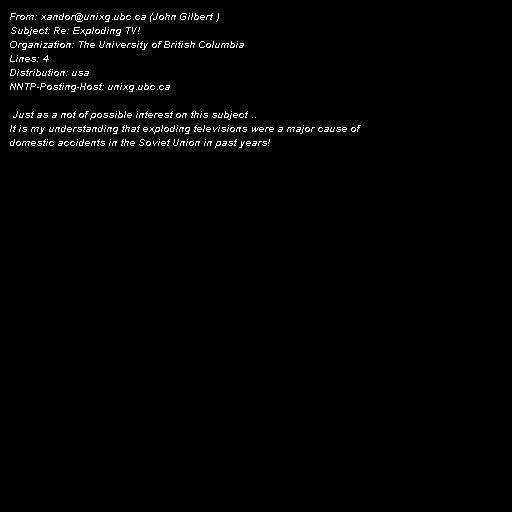 From: xandor@unixg.ubc.ca (John Gilbert )
Subject: Re: Exploding TV!
Organization: The University of British Columbia
Lines: 4
Distribution: usa
NNTP-Posting-Host: unixg.ubc.ca

Just as a not of possible interest on this subject ..
It is my understanding that exploding televisions were a major cause of
domestic accidents in the Soviet Union in past years!